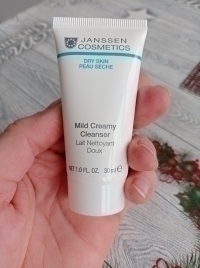 JANSSEN
COSMETICS
DRY SKIN
PEAU SÈCHE
Mild Creamy
Cleanser
Lait Nettoyant
Doux
NET 1.0 FL. OZ. 30 ml e